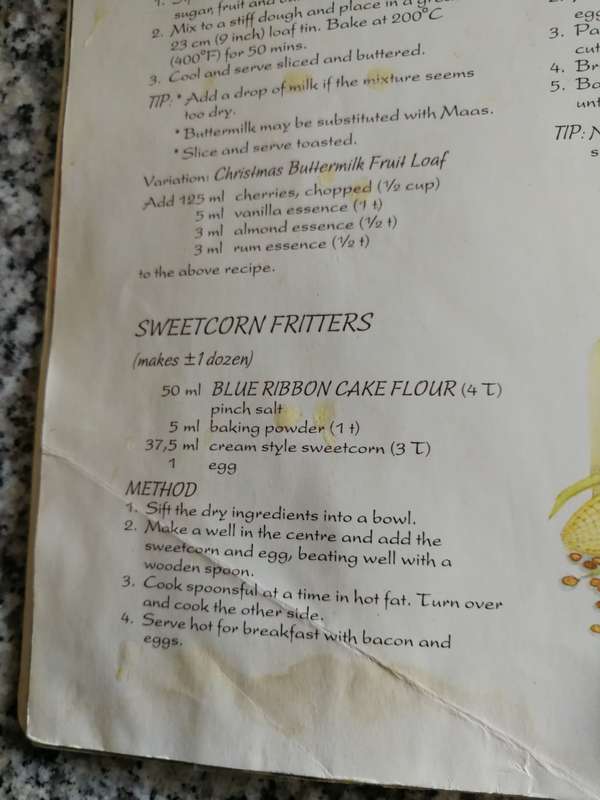 sugar, fruit and
2. Mix to a stiff dough and place in a
23 cm (9 inch) loaf tin. Bake at 200°C
(400°F) for 50 mins.
3. Cool and serve sliced and buttered.
TIP: * Add a drop of milk if the mixture seems
too dry.
* Buttermilk may be substituted with Maas.
* Slice and serve toasted.
Variation: Christmas Buttermilk Fruit Loaf
Add 125 ml cherries, chopped (½ cup)
5 ml vanilla essence (1 t)
3 ml almond essence (½ t)
3 ml rum essence (½ t)
to the above recipe.
SWEETCORN FRITTERS
(makes ±1 dozen)
50 ml BLUE RIBBON CAKE FLOUR (4 T)
pinch salt
5 ml baking powder (1 t)
37,5 ml cream style sweetcorn (3 T)
1 egg
METHOD
1. Sift the dry ingredients into a bowl.
2. Make a well in the centre and add the
sweetcorn and egg, beating well with a
wooden spoon.
3. Cook spoonsful at a time in hot fat. Turn over
and cook the other side.
4. Serve hot for breakfast with bacon and
eggs.
3.
4.
5.
TIP: